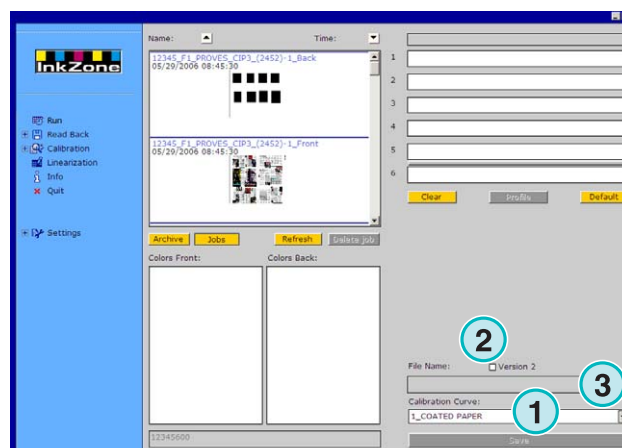 InkZone
Run
Read Back
Calibration
Linearization
Info
Quit
Settings
Name: Time:
12345_F1_PROVES_CIP3_(2452)-1_Back
05/29/2006 08:45:30
12345_F1_PROVES_CIP3_(2452)-1_Front
05/29/2006 08:45:30
Archive Jobs Refresh Delete job
Colors Front: Colors Back:
12345600
1
2
3
4
5
6
Clear Profile Default
2
File Name: Version 2
3
Calibration Curve:
1
1_COATED PAPER
Save